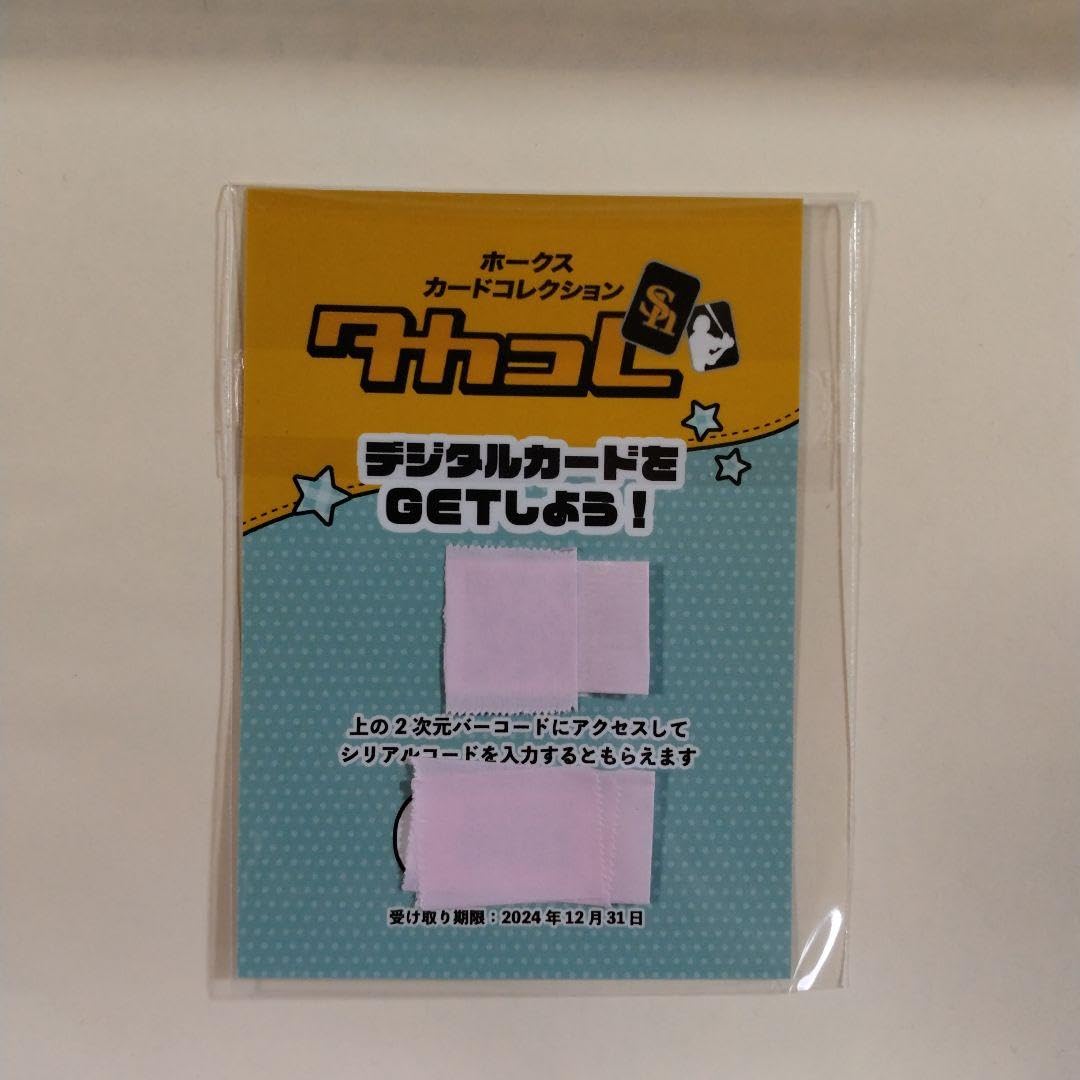 ホークス
カードコレクション
タカコレ
SH
デジタルカードを
GETしよう！
上の2次元バーコードにアクセスして
シリアルコードを入力するともらえます
受け取り期限：2024年12月31日